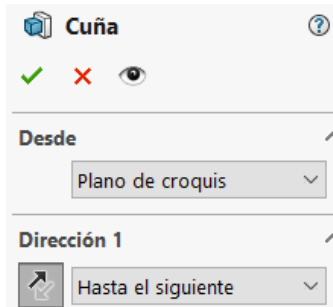 Cuña
Desde
Plano de croquis
Dirección 1
Hasta el siguiente